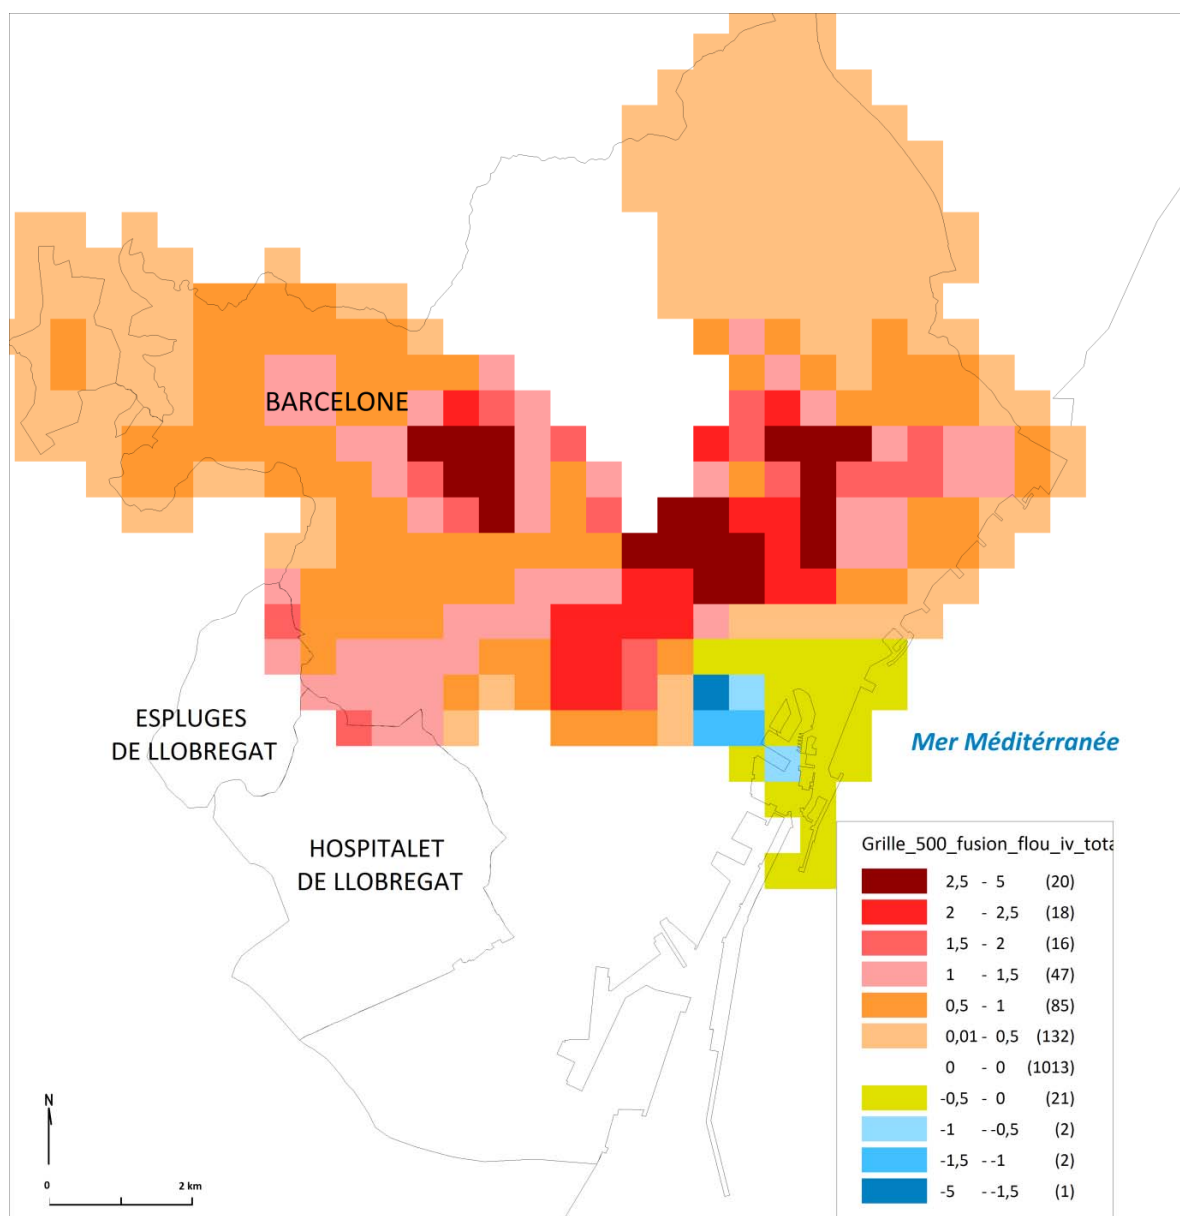 BARCELONE
ESPLUGES
DE LLOBREGAT
Mer Méditérranée
HOSPITALET
DE LLOBREGAT
Grille_500_fusion_flou_iv_tota
2,5 - 5 (20)
2 - 2,5 (18)
1,5 - 2 (16)
1 - 1,5 (47)
0,5 - 1 (85)
0,01 - 0,5 (132)
0 - 0 (1013)
-0,5 - 0 (21)
-1 - -0,5 (2)
-1,5 - -1 (2)
-5 - -1,5 (1)
N
0 2 km